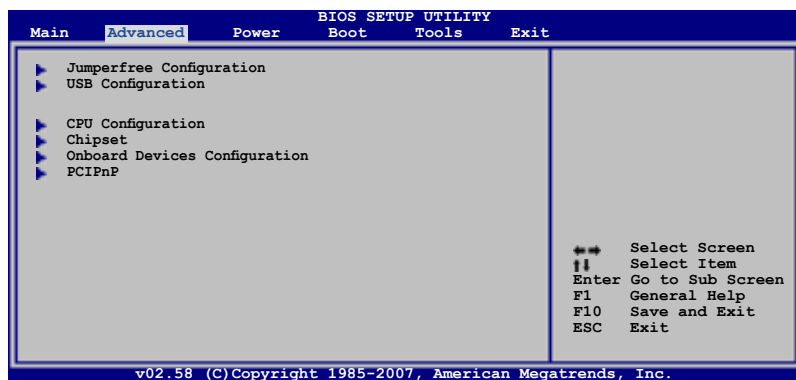 BIOS SETUP UTILITY
Main Advanced Power Boot Tools Exit
Jumperfree Configuration
USB Configuration
CPU Configuration
Chipset
Onboard Devices Configuration
PCIPnP
Select Screen
Select Item
Enter Go to Sub Screen
F1 General Help
F10 Save and Exit
ESC Exit
v02.58 (C)Copyright 1985-2007, American Megatrends, Inc.